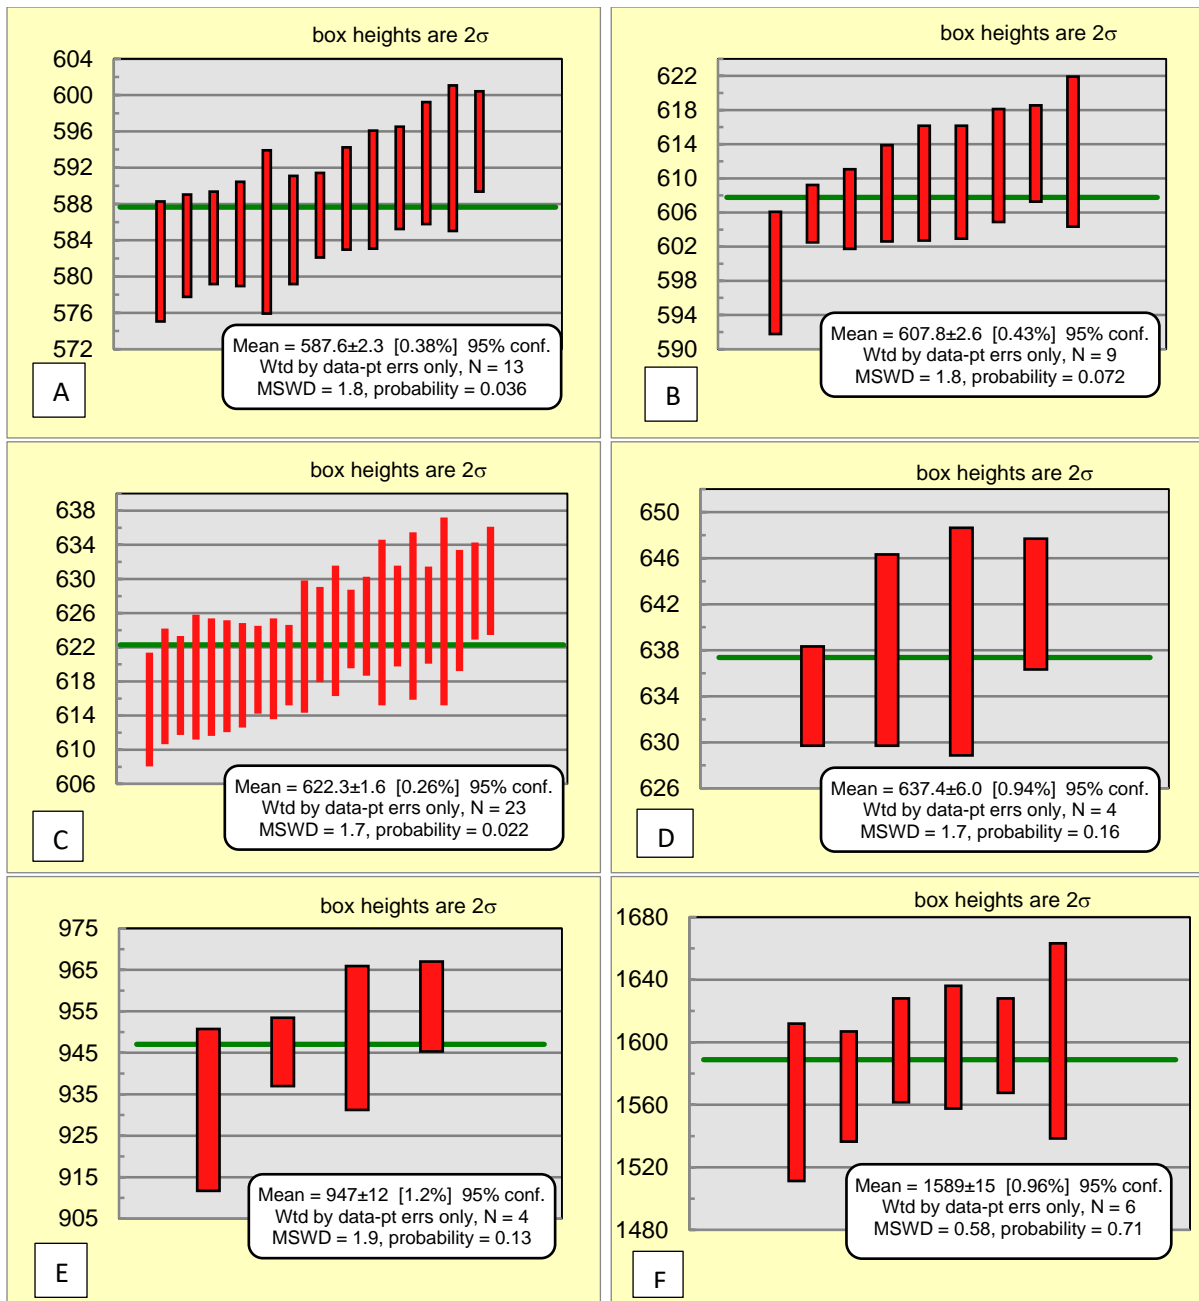 box heights are 2σ
604
600
596
592
588
584
580
576
572
Mean = 587.6±2.3 [0.38%] 95% conf.
Wtd by data-pt errs only, N = 13
MSWD = 1.8, probability = 0.036
A
box heights are 2σ
622
618
614
610
606
602
598
594
590
Mean = 607.8±2.6 [0.43%] 95% conf.
Wtd by data-pt errs only, N = 9
MSWD = 1.8, probability = 0.072
B
box heights are 2σ
638
634
630
626
622
618
614
610
606
Mean = 622.3±1.6 [0.26%] 95% conf.
Wtd by data-pt errs only, N = 23
MSWD = 1.7, probability = 0.022
C
box heights are 2σ
650
646
642
638
634
630
626
Mean = 637.4±6.0 [0.94%] 95% conf.
Wtd by data-pt errs only, N = 4
MSWD = 1.7, probability = 0.16
D
box heights are 2σ
975
965
955
945
935
925
915
905
Mean = 947±12 [1.2%] 95% conf.
Wtd by data-pt errs only, N = 4
MSWD = 1.9, probability = 0.13
E
box heights are 2σ
1680
1640
1600
1560
1520
1480
Mean = 1589±15 [0.96%] 95% conf.
Wtd by data-pt errs only, N = 6
MSWD = 0.58, probability = 0.71
F